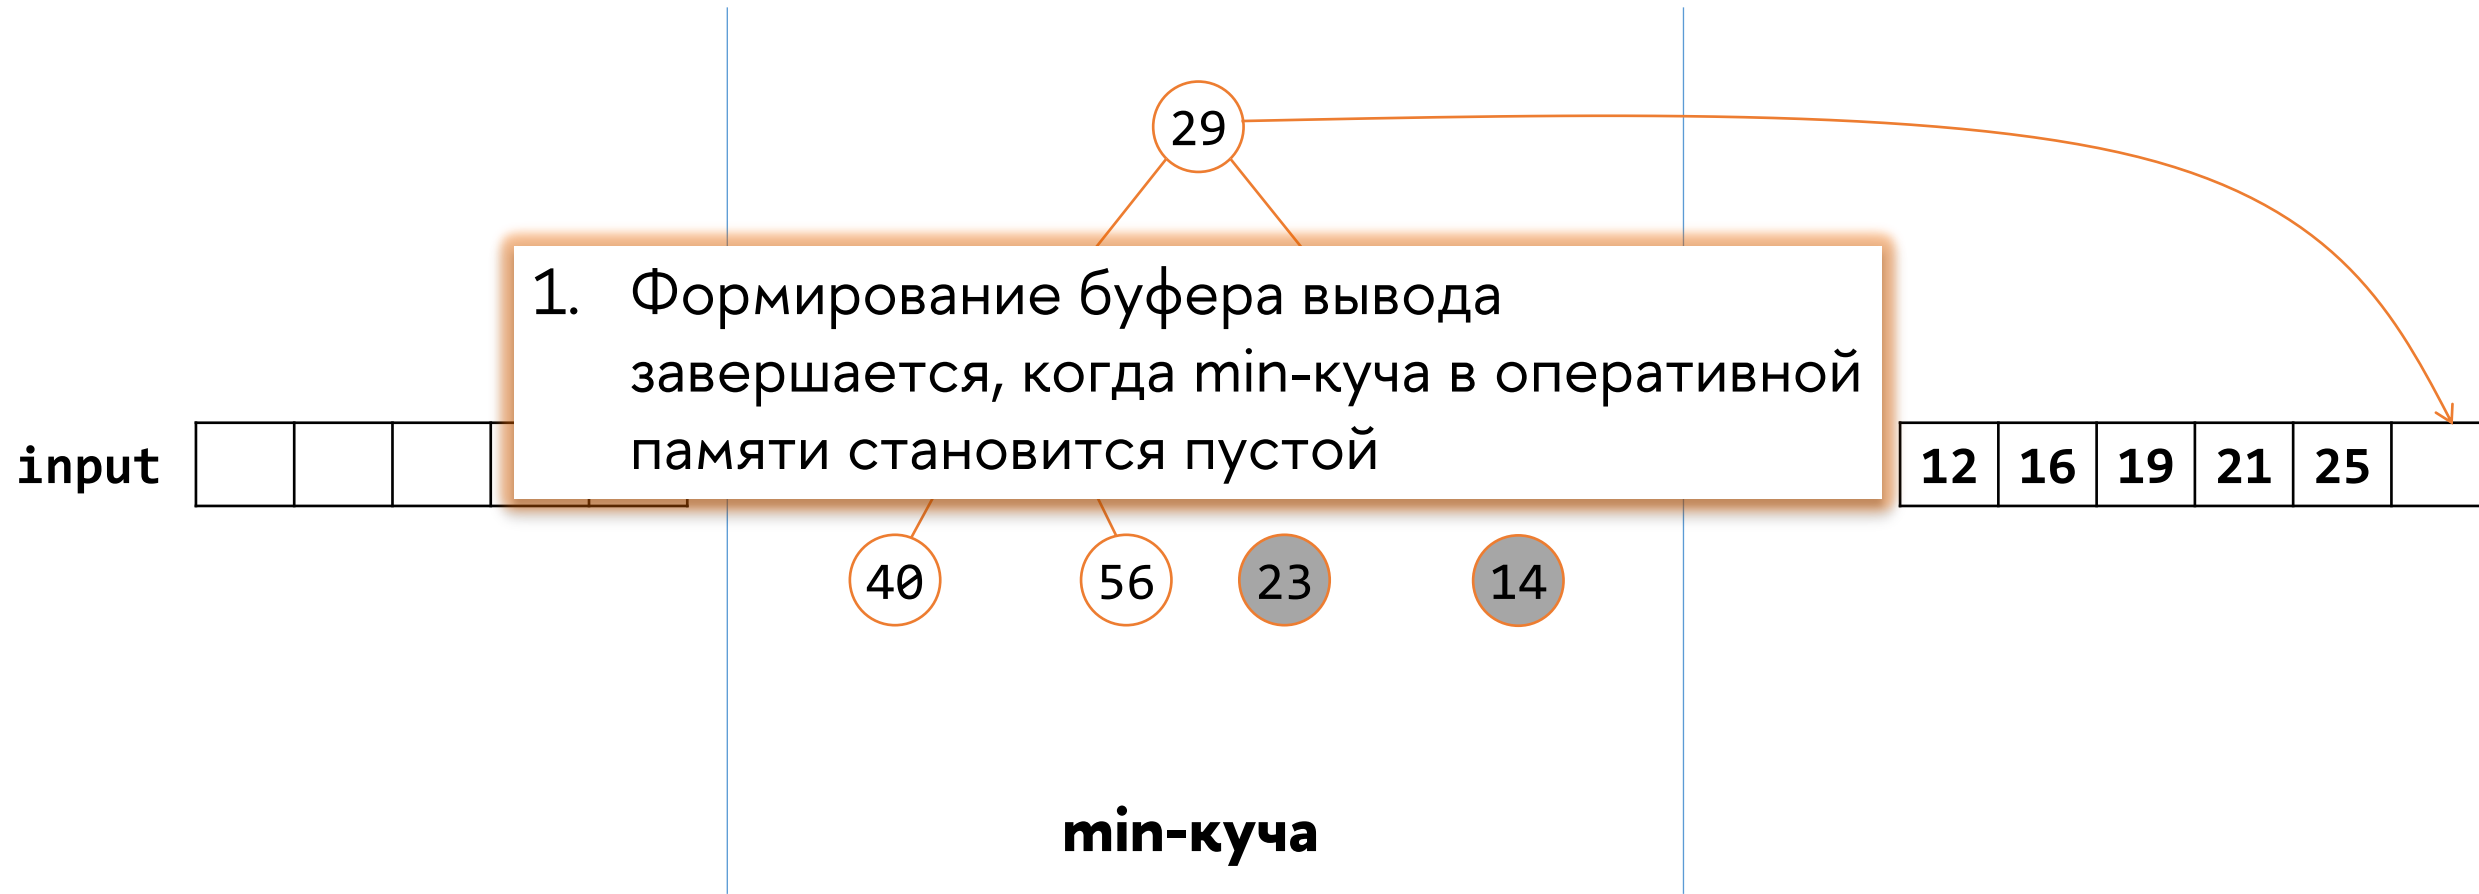 29
1. Формирование буфера вывода
завершается, когда min-куча в оперативной
памяти становится пустой
input
12 16 19 21 25
40 56 23 14
min-куча